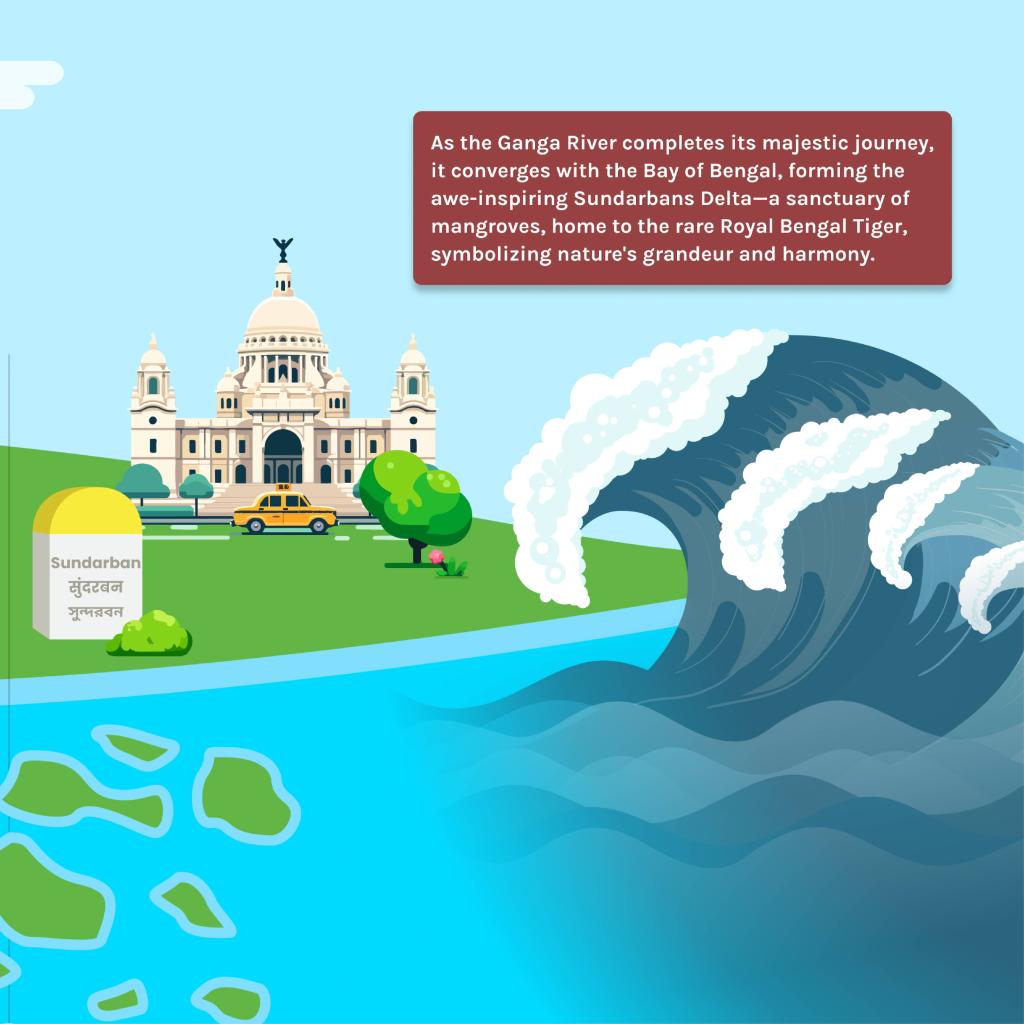 As the Ganga River completes its majestic journey,
it converges with the Bay of Bengal, forming the
awe-inspiring Sundarbans Delta—a sanctuary of
mangroves, home to the rare Royal Bengal Tiger,
symbolizing nature's grandeur and harmony.
Sundarban
सुंदरबन
সুন্দরবন